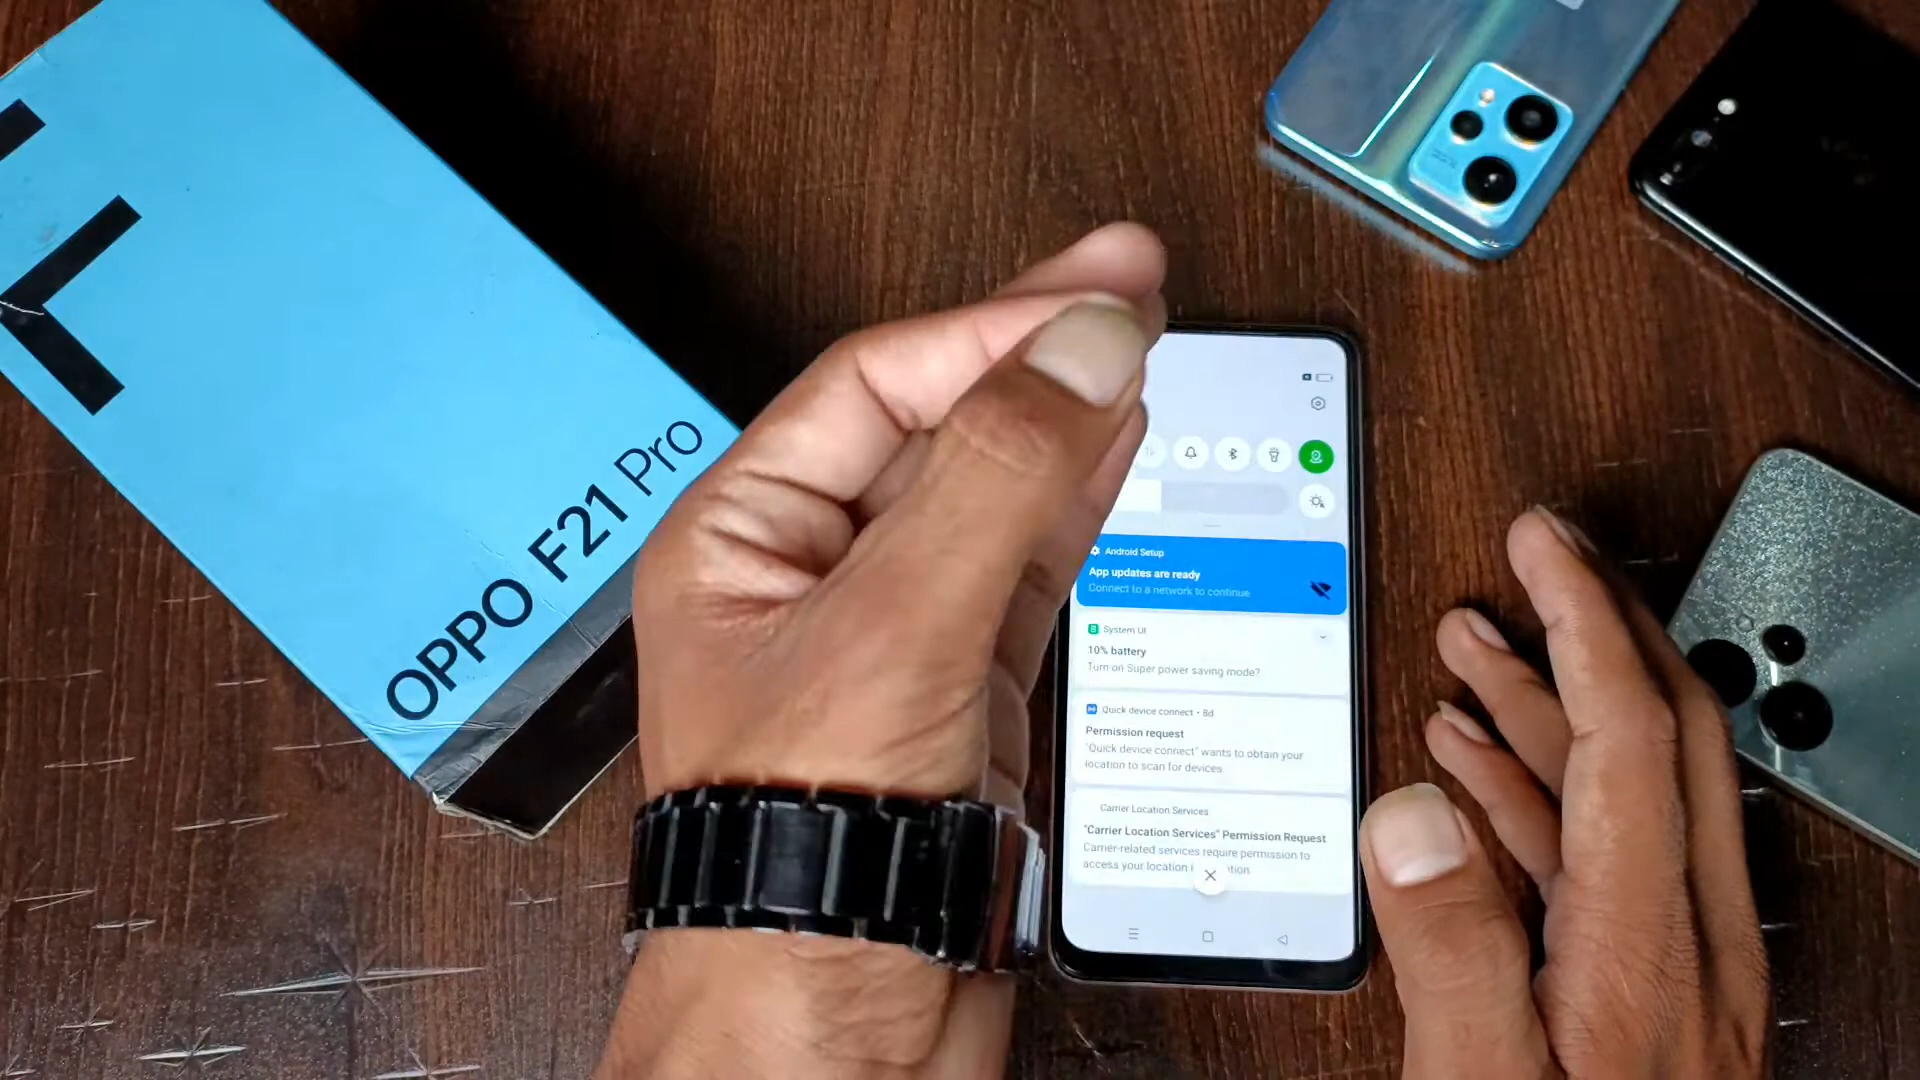 OPPO F21 Pro
Android Setup
App updates are ready
Connect to a network to continue
System UI
10% battery
Turn on Super power saving mode?
Quick device connect • 8d
Permission request
"Quick device connect" wants to obtain your
location to scan for devices.
Carrier Location Services
"Carrier Location Services" Permission Request
Carrier-related services require permission to
access your location